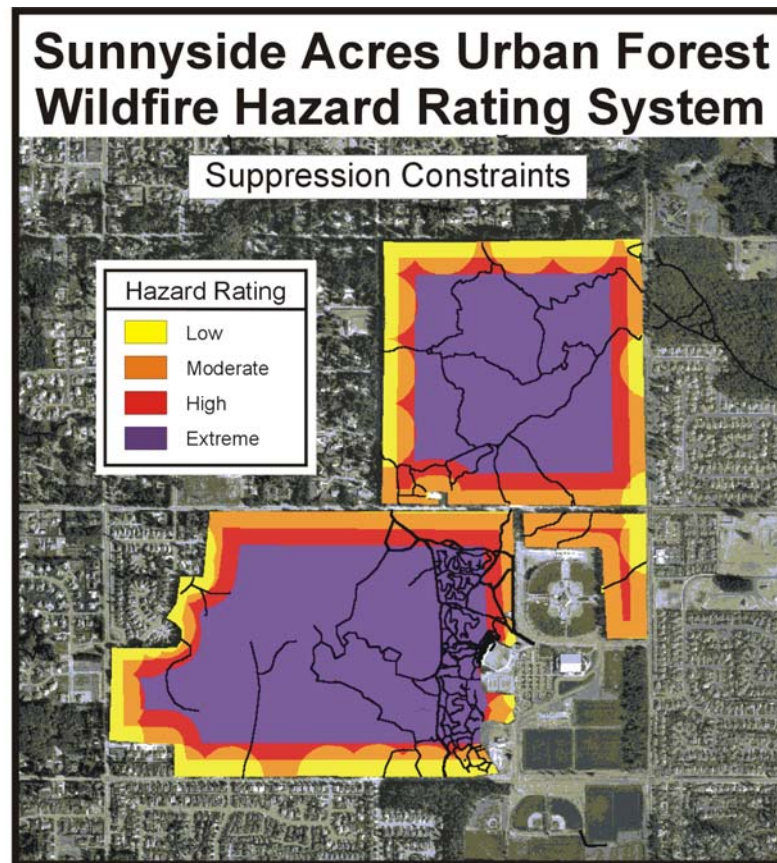 Sunnyside Acres Urban Forest
Wildfire Hazard Rating System
Suppression Constraints
Hazard Rating
Low
Moderate
High
Extreme